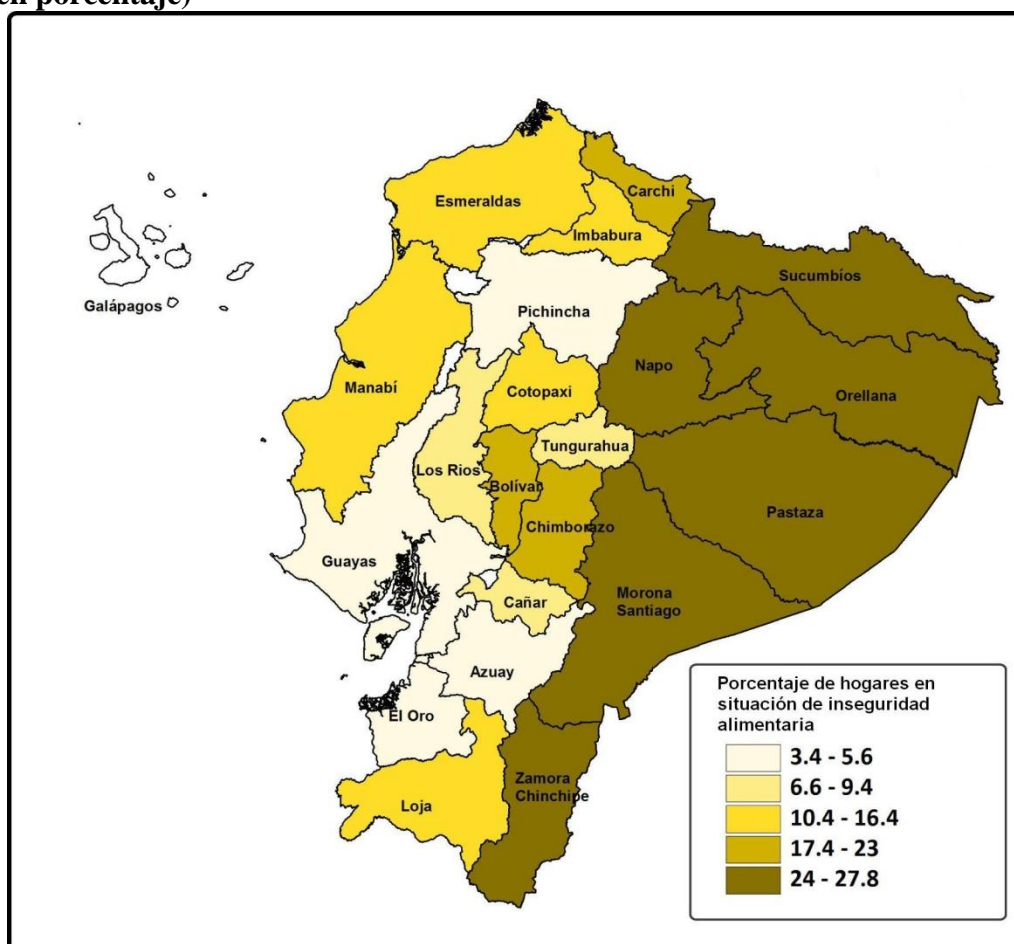 en porcentaje)
Esmeraldas
Carchi
Imbabura
Sucumbíos
Galápagos
Pichincha
Napo
Manabí
Cotopaxi
Orellana
Tungurahua
Los Rios
Bolívar
Pastaza
Chimborazo
Guayas
Morona
Santiago
Cañar
Azuay
El Oro
Zamora
Chinchipe
Loja
Porcentaje de hogares en
situación de inseguridad
alimentaria
3.4 - 5.6
6.6 - 9.4
10.4 - 16.4
17.4 - 23
24 - 27.8